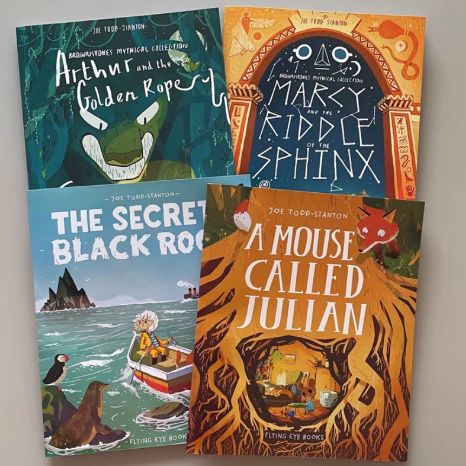 JOE TODD-STANTON
BROWNSTONE'S MYTHICAL COLLECTION
Arthur and the
Golden Rope
JOE TODD-STANTON
BROWNSTONE'S MYTHICAL COLLECTION
MARCY
AND THE
RIDDLE
OF THE
SPHINX
JOE TODD-STANTON
THE SECRET
BLACK ROC
FLYING EYE BOOKS
JOE TODD-STANTON
A MOUSE
CALLED
JULIAN
FLYING EYE BOOKS